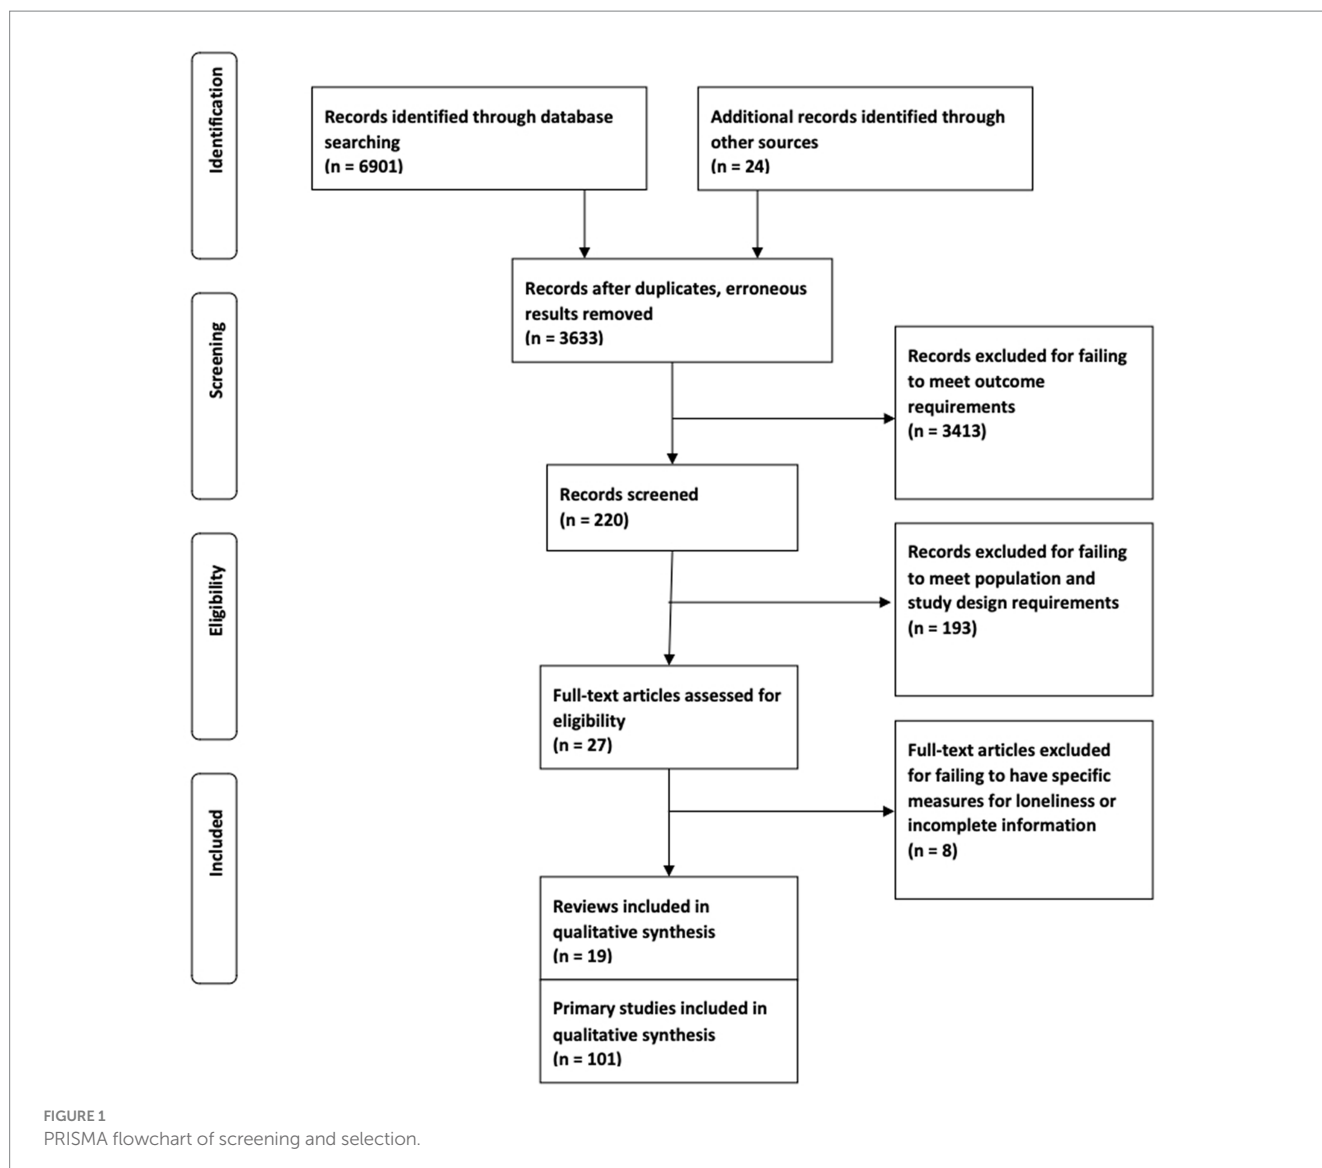 Identification
Records identified through database
searching
(n = 6901)
Additional records identified through
other sources
(n = 24)
Records after duplicates, erroneous
results removed
(n = 3633)
Screening
Records excluded for failing
to meet outcome
requirements
(n = 3413)
Records screened
(n = 220)
Eligibility
Records excluded for failing
to meet population and
study design requirements
(n = 193)
Full-text articles assessed for
eligibility
(n = 27)
Full-text articles excluded
for failing to have specific
measures for loneliness or
incomplete information
(n = 8)
Included
Reviews included in
qualitative synthesis
(n = 19)
Primary studies included in
qualitative synthesis
(n = 101)
FIGURE 1
PRISMA flowchart of screening and selection.